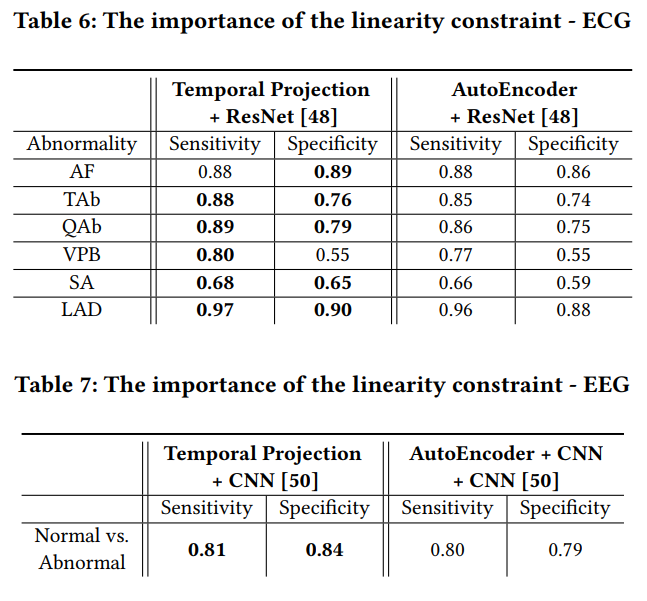 Table 6: The importance of the linearity constraint - ECG
Temporal Projection AutoEncoder
+ ResNet [48] + ResNet [48]
Abnormality Sensitivity Specificity Sensitivity Specificity
AF 0.88 0.89 0.88 0.86
TAb 0.88 0.76 0.85 0.74
QAb 0.89 0.79 0.86 0.75
VPB 0.80 0.55 0.77 0.55
SA 0.68 0.65 0.66 0.59
LAD 0.97 0.90 0.96 0.88
Table 7: The importance of the linearity constraint - EEG
Temporal Projection AutoEncoder + CNN
+ CNN [50] + CNN [50]
Sensitivity Specificity Sensitivity Specificity
Normal vs.
Abnormal 0.81 0.84 0.80 0.79